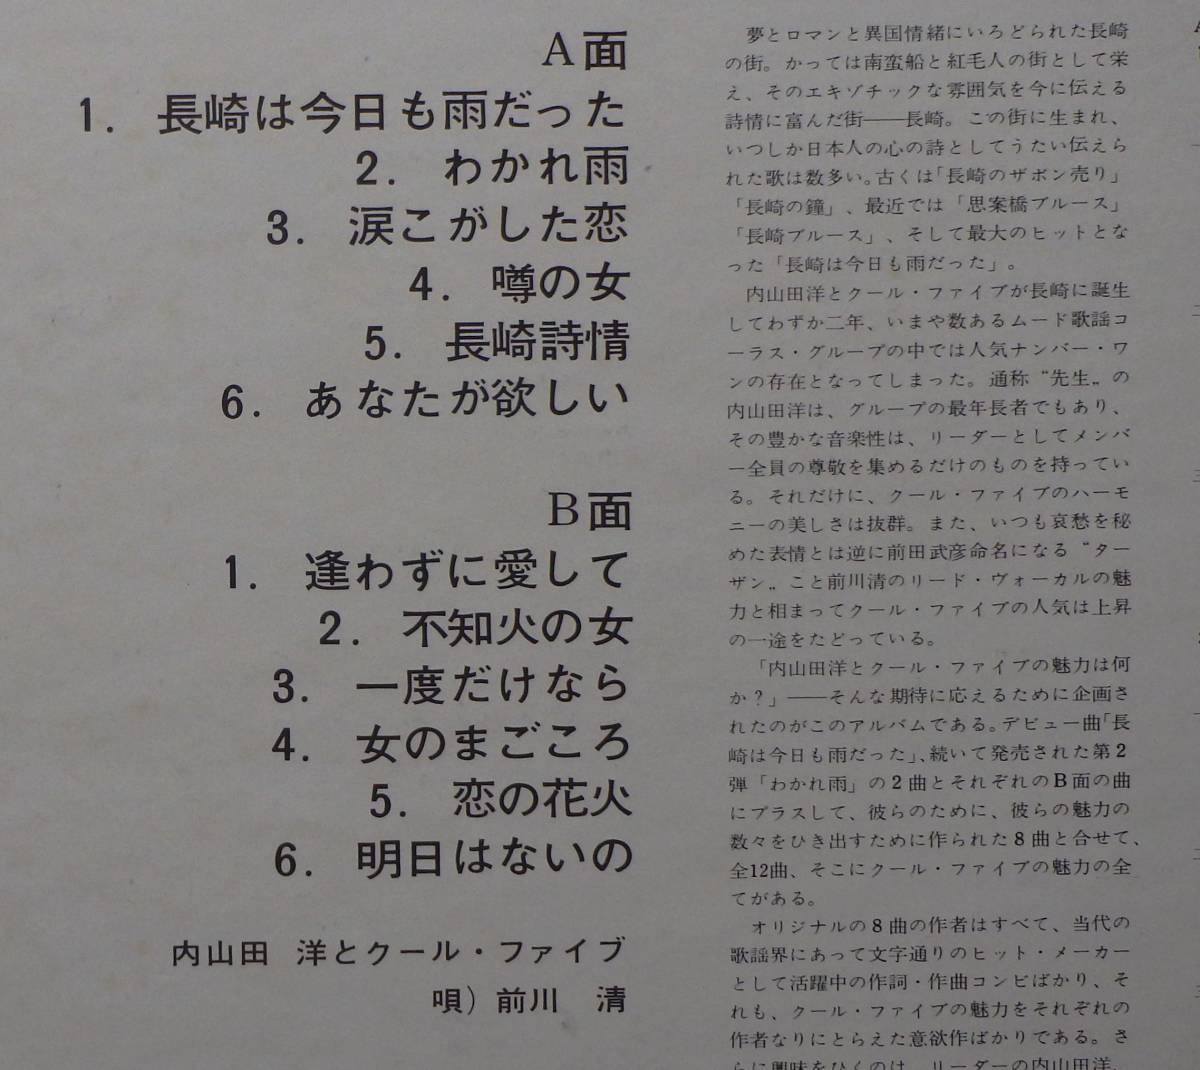 A面
1. 長崎は今日も雨だった
2. わかれ雨
3. 涙こがした恋
4. 噂の女
5. 長崎詩情
6. あなたが欲しい
B面
1. 逢わずに愛して
2. 不知火の女
3. 一度だけなら
4. 女のまごころ
5. 恋の花火
6. 明日はないの
内山田 洋とクール・ファイブ
唄）前川 清
夢とロマンと異国情緒にいろどられた長崎
の街。かっては南蛮船と紅毛人の街として栄
え、そのエキゾチックな雰囲気を今に伝える
詩情に富んだ街――長崎。この街に生まれ、
いつしか日本人の心の詩としてうたい伝えら
れた歌は数多い。古くは「長崎のザボン売り」
「長崎の鐘」、最近では「思案橋ブルース」
「長崎ブルース」、そして最大のヒットとな
った「長崎は今日も雨だった」。
内山田洋とクール・ファイブが長崎に誕生
してわずか二年、いまや数あるムード歌謡コ
ーラス・グループの中では人気ナンバー・ワ
ンの存在となってしまった。通称〝先生〟の
内山田洋は、グループの最年長者でもあり、
その豊かな音楽性は、リーダーとしてメンバ
ー全員の尊敬を集めるだけのものを持ってい
る。それだけに、クール・ファイブのハーモ
ニーの美しさは抜群。また、いつも哀愁を秘
めた表情とは逆に前田武彦命名になる〝ター
ザン〟こと前川清のリード・ヴォーカルの魅
力と相まってクール・ファイブの人気は上昇
の一途をたどっている。
「内山田洋とクール・ファイブの魅力は何
か？」――そんな期待に応えるために企画さ
れたのがこのアルバムである。デビュー曲「長
崎は今日も雨だった」、続いて発売された第2
弾「わかれ雨」の2曲とそれぞれのB面の曲
にプラスして、彼らのために、彼らの魅力の
数々をひき出すために作られた8曲と合せて、
全12曲、そこにクール・ファイブの魅力の全
てがある。
オリジナルの8曲の作者はすべて、当代の
歌謡界にあって文字通りのヒット・メーカー
として活躍中の作詞・作曲コンビばかり、そ
れも、クール・ファイブの魅力をそれぞれの
作者なりにとらえた意欲作ばかりである。さ
らに興味をひくのは、リーダーの内山田洋、